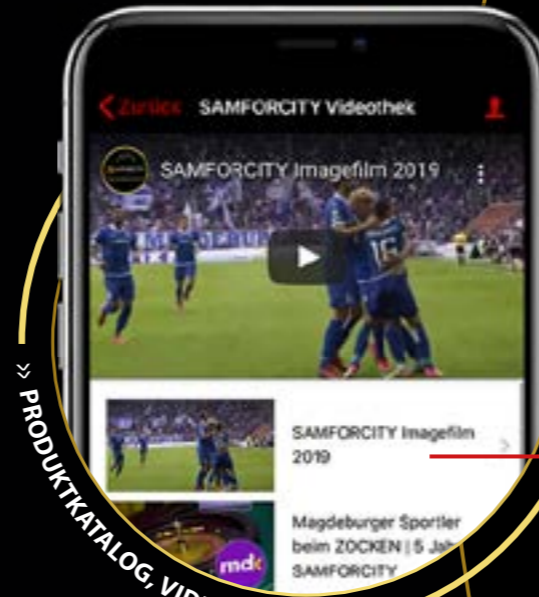 Zurück SAMFORCITY Videothek
SAMFORCITY Imagefilm 2019
16
SAMFORCITY Imagefilm
2019
Magdeburger Sportler
beim ZOCKEN | 5 Jah
SAMFORCITY
mdk
» PRODUKTKATALOG, VID